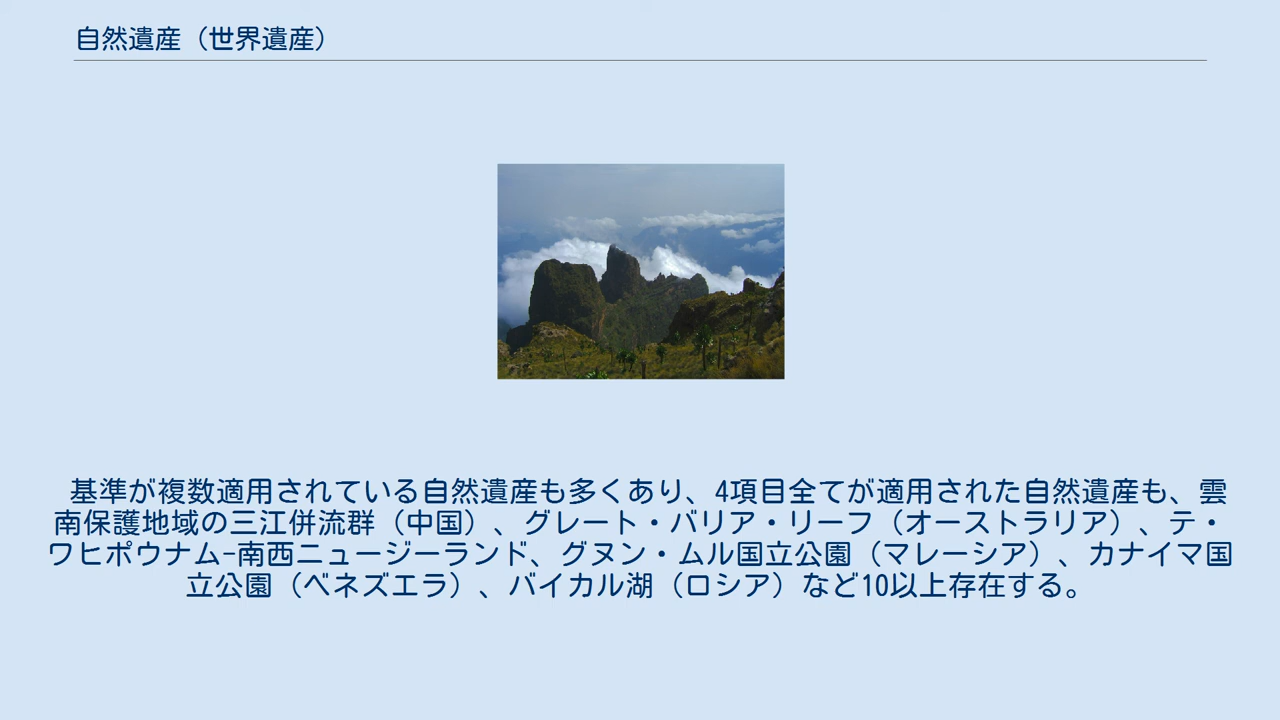 自然遺産（世界遺産）
基準が複数適用されている自然遺産も多くあり、4項目全てが適用された自然遺産も、雲
南保護地域の三江併流群（中国）、グレート・バリア・リーフ（オーストラリア）、テ・
ワヒポウナム-南西ニュージーランド、グヌン・ムル国立公園（マレーシア）、カナイマ国
立公園（ベネズエラ）、バイカル湖（ロシア）など10以上存在する。